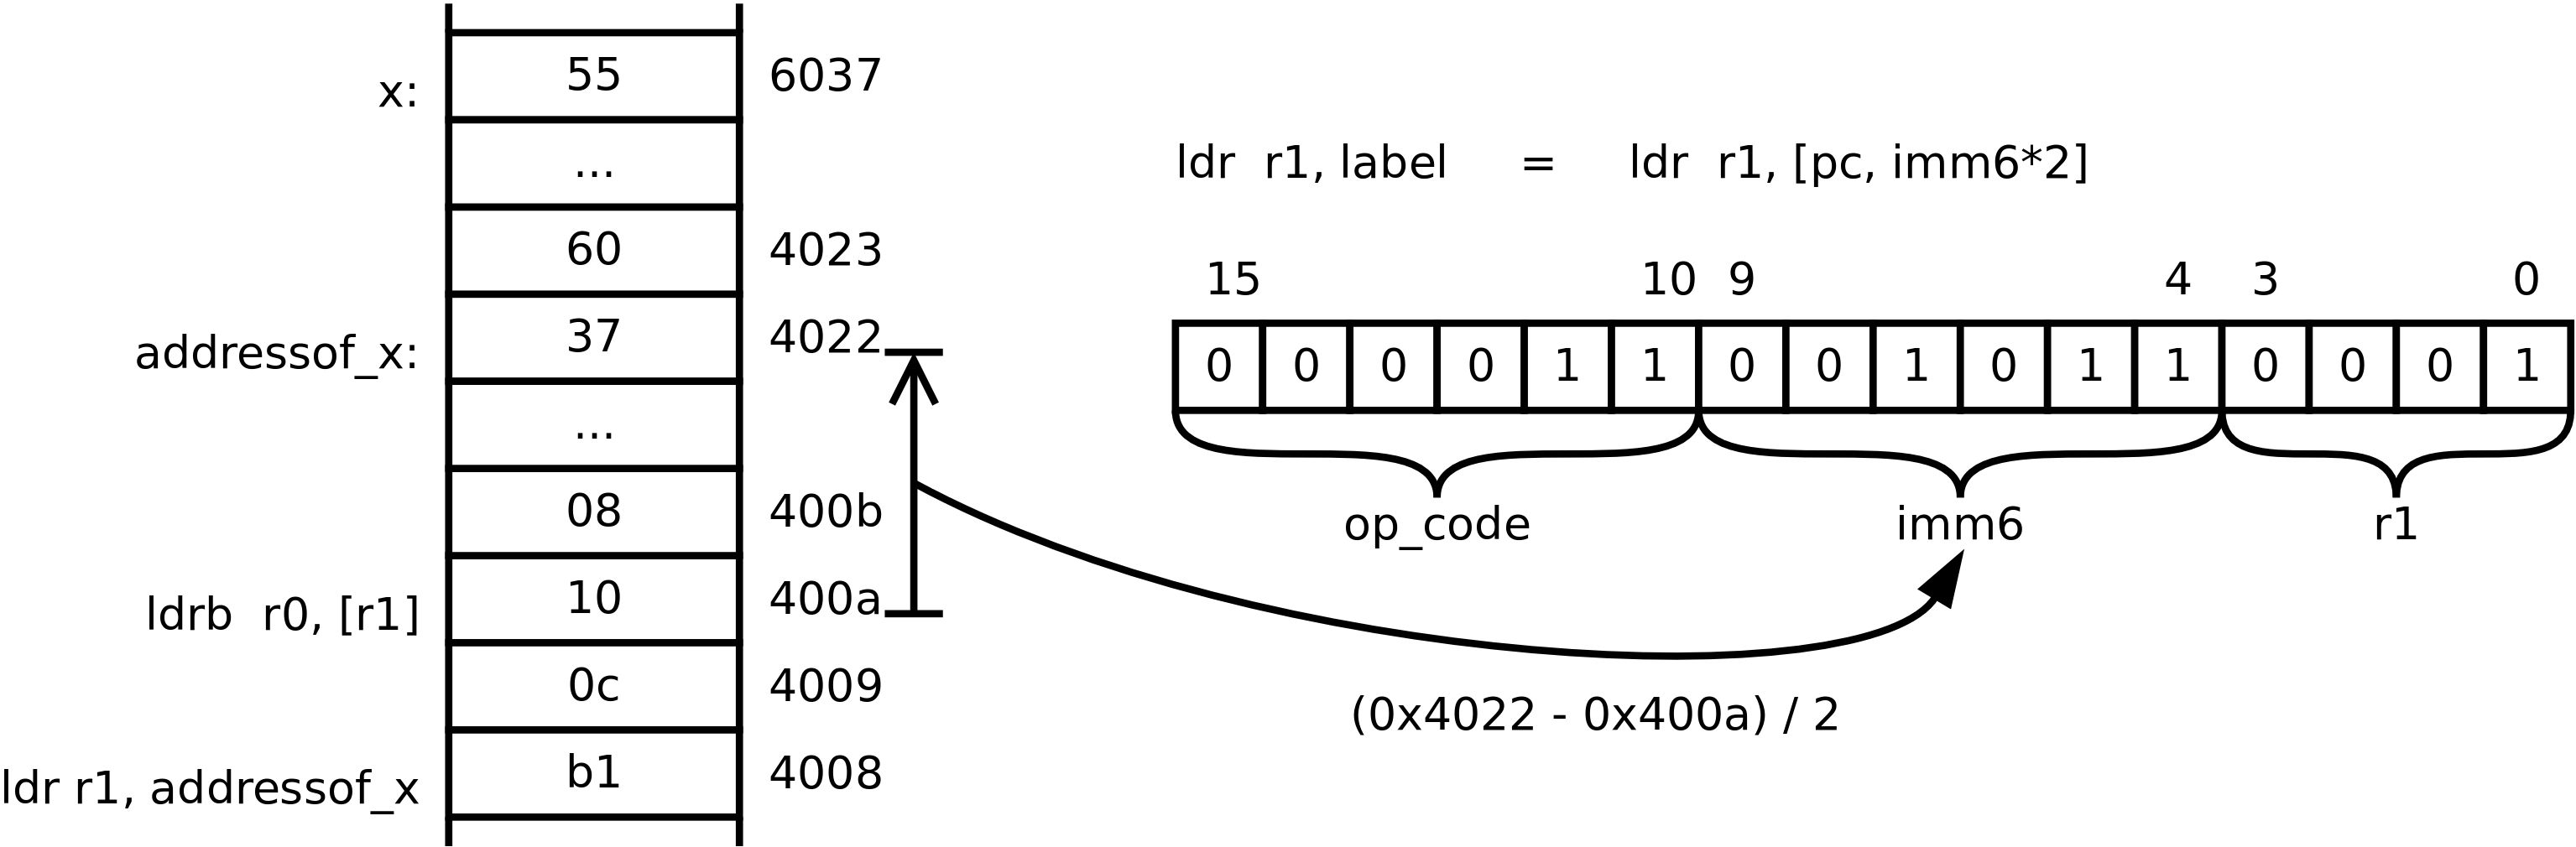 x: 55 6037
...
60 4023
addressof_x: 37 4022
...
08 400b
ldrb r0, [r1] 10 400a
0c 4009
ldr r1, addressof_x b1 4008
ldr r1, label = ldr r1, [pc, imm6*2]
15 10 9 4 3 0
0 0 0 0 1 1 0 0 1 0 1 1 0 0 0 1
op_code imm6 r1
(0x4022 - 0x400a) / 2